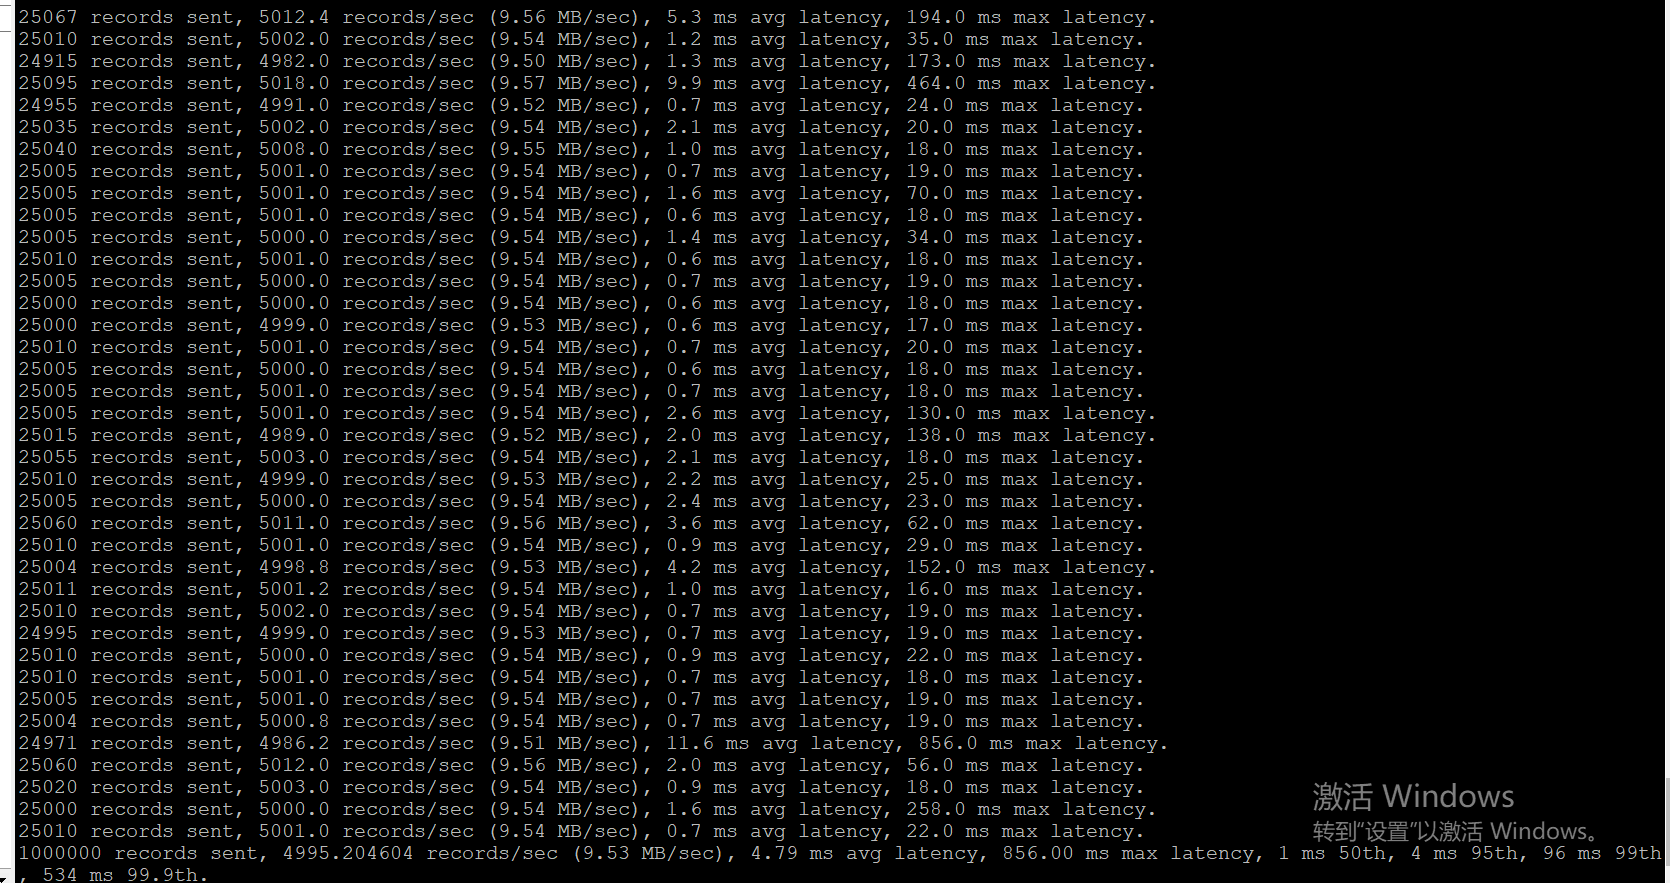 25067 records sent, 5012.4 records/sec (9.56 MB/sec), 5.3 ms avg latency, 194.0 ms max latency.
25010 records sent, 5002.0 records/sec (9.54 MB/sec), 1.2 ms avg latency, 35.0 ms max latency.
24915 records sent, 4982.0 records/sec (9.50 MB/sec), 1.3 ms avg latency, 173.0 ms max latency.
25095 records sent, 5018.0 records/sec (9.57 MB/sec), 9.9 ms avg latency, 464.0 ms max latency.
24955 records sent, 4991.0 records/sec (9.52 MB/sec), 0.7 ms avg latency, 24.0 ms max latency.
25035 records sent, 5002.0 records/sec (9.54 MB/sec), 2.1 ms avg latency, 20.0 ms max latency.
25040 records sent, 5008.0 records/sec (9.55 MB/sec), 1.0 ms avg latency, 18.0 ms max latency.
25005 records sent, 5001.0 records/sec (9.54 MB/sec), 0.7 ms avg latency, 19.0 ms max latency.
25005 records sent, 5001.0 records/sec (9.54 MB/sec), 1.6 ms avg latency, 70.0 ms max latency.
25005 records sent, 5001.0 records/sec (9.54 MB/sec), 0.6 ms avg latency, 18.0 ms max latency.
25005 records sent, 5000.0 records/sec (9.54 MB/sec), 1.4 ms avg latency, 34.0 ms max latency.
25010 records sent, 5001.0 records/sec (9.54 MB/sec), 0.6 ms avg latency, 18.0 ms max latency.
25005 records sent, 5000.0 records/sec (9.54 MB/sec), 0.7 ms avg latency, 19.0 ms max latency.
25000 records sent, 5000.0 records/sec (9.54 MB/sec), 0.6 ms avg latency, 18.0 ms max latency.
25000 records sent, 4999.0 records/sec (9.53 MB/sec), 0.6 ms avg latency, 17.0 ms max latency.
25010 records sent, 5001.0 records/sec (9.54 MB/sec), 0.7 ms avg latency, 20.0 ms max latency.
25005 records sent, 5000.0 records/sec (9.54 MB/sec), 0.6 ms avg latency, 18.0 ms max latency.
25005 records sent, 5001.0 records/sec (9.54 MB/sec), 0.7 ms avg latency, 18.0 ms max latency.
25005 records sent, 5001.0 records/sec (9.54 MB/sec), 2.6 ms avg latency, 130.0 ms max latency.
25015 records sent, 4989.0 records/sec (9.52 MB/sec), 2.0 ms avg latency, 138.0 ms max latency.
25055 records sent, 5003.0 records/sec (9.54 MB/sec), 2.1 ms avg latency, 18.0 ms max latency.
25010 records sent, 4999.0 records/sec (9.53 MB/sec), 2.2 ms avg latency, 25.0 ms max latency.
25005 records sent, 5000.0 records/sec (9.54 MB/sec), 2.4 ms avg latency, 23.0 ms max latency.
25060 records sent, 5011.0 records/sec (9.56 MB/sec), 3.6 ms avg latency, 62.0 ms max latency.
25010 records sent, 5001.0 records/sec (9.54 MB/sec), 0.9 ms avg latency, 29.0 ms max latency.
25004 records sent, 4998.8 records/sec (9.53 MB/sec), 4.2 ms avg latency, 152.0 ms max latency.
25011 records sent, 5001.2 records/sec (9.54 MB/sec), 1.0 ms avg latency, 16.0 ms max latency.
25010 records sent, 5002.0 records/sec (9.54 MB/sec), 0.7 ms avg latency, 19.0 ms max latency.
24995 records sent, 4999.0 records/sec (9.53 MB/sec), 0.7 ms avg latency, 19.0 ms max latency.
25010 records sent, 5000.0 records/sec (9.54 MB/sec), 0.9 ms avg latency, 22.0 ms max latency.
25010 records sent, 5001.0 records/sec (9.54 MB/sec), 0.7 ms avg latency, 18.0 ms max latency.
25005 records sent, 5001.0 records/sec (9.54 MB/sec), 0.7 ms avg latency, 19.0 ms max latency.
25004 records sent, 5000.8 records/sec (9.54 MB/sec), 0.7 ms avg latency, 19.0 ms max latency.
24971 records sent, 4986.2 records/sec (9.51 MB/sec), 11.6 ms avg latency, 856.0 ms max latency.
25060 records sent, 5012.0 records/sec (9.56 MB/sec), 2.0 ms avg latency, 56.0 ms max latency.
25020 records sent, 5003.0 records/sec (9.54 MB/sec), 0.9 ms avg latency, 18.0 ms max latency.
25000 records sent, 5000.0 records/sec (9.54 MB/sec), 1.6 ms avg latency, 258.0 ms max latency.
25010 records sent, 5001.0 records/sec (9.54 MB/sec), 0.7 ms avg latency, 22.0 ms max latency.
1000000 records sent, 4995.204604 records/sec (9.53 MB/sec), 4.79 ms avg latency, 856.00 ms max latency, 1 ms 50th, 4 ms 95th, 96 ms 99th
, 534 ms 99.9th.
激活 Windows
转到“设置”以激活 Windows。